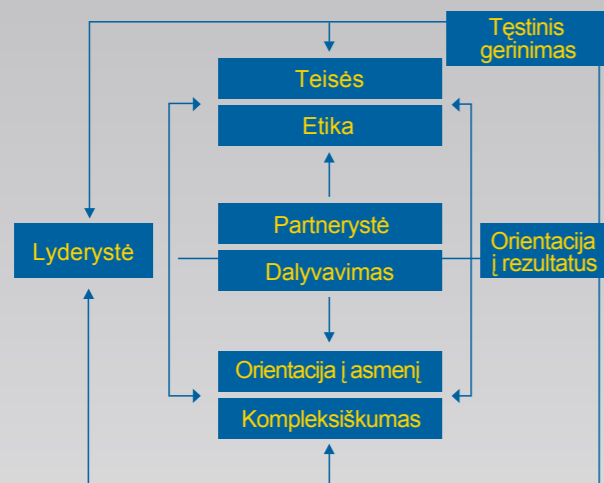 Tęstinis
gerinimas
Teisės
Etika
Partnerystė
Lyderystė
Dalyvavimas
Orientacija
į rezultatus
Orientacija į asmenį
Kompleksiškumas